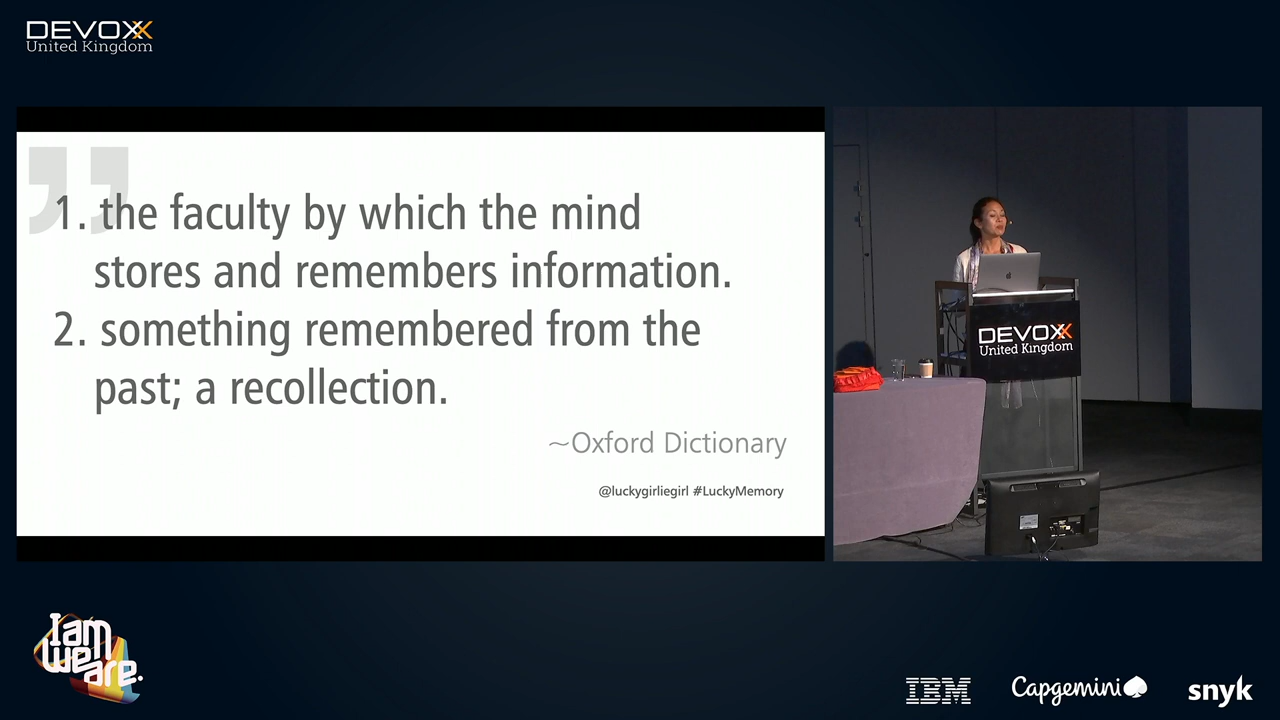 DEVOXX
United Kingdom
1. the faculty by which the mind
stores and remembers information.
2. something remembered from the
past; a recollection.
~Oxford Dictionary
@luckygirliegirl #LuckyMemory
DEVOXX
United Kingdom
I am
We
are.
IBM
Capgemini
snyk